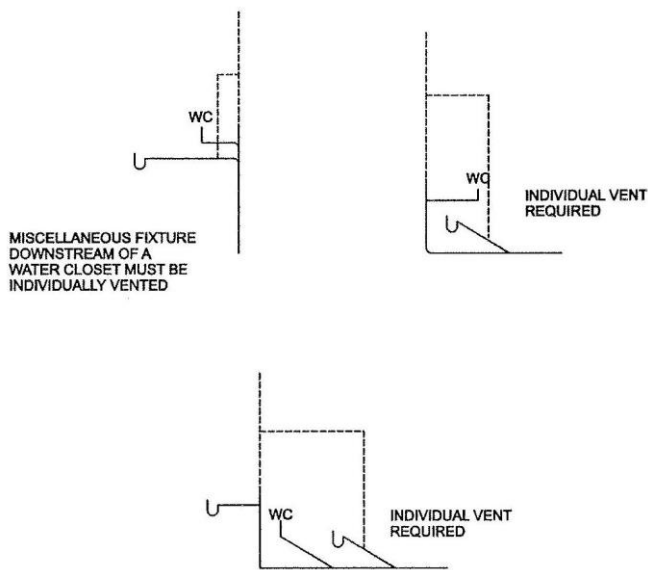 WC
MISCELLANEOUS FIXTURE
DOWNSTREAM OF A
WATER CLOSET MUST BE
INDIVIDUALLY VENTED
WC
INDIVIDUAL VENT
REQUIRED
WC
INDIVIDUAL VENT
REQUIRED